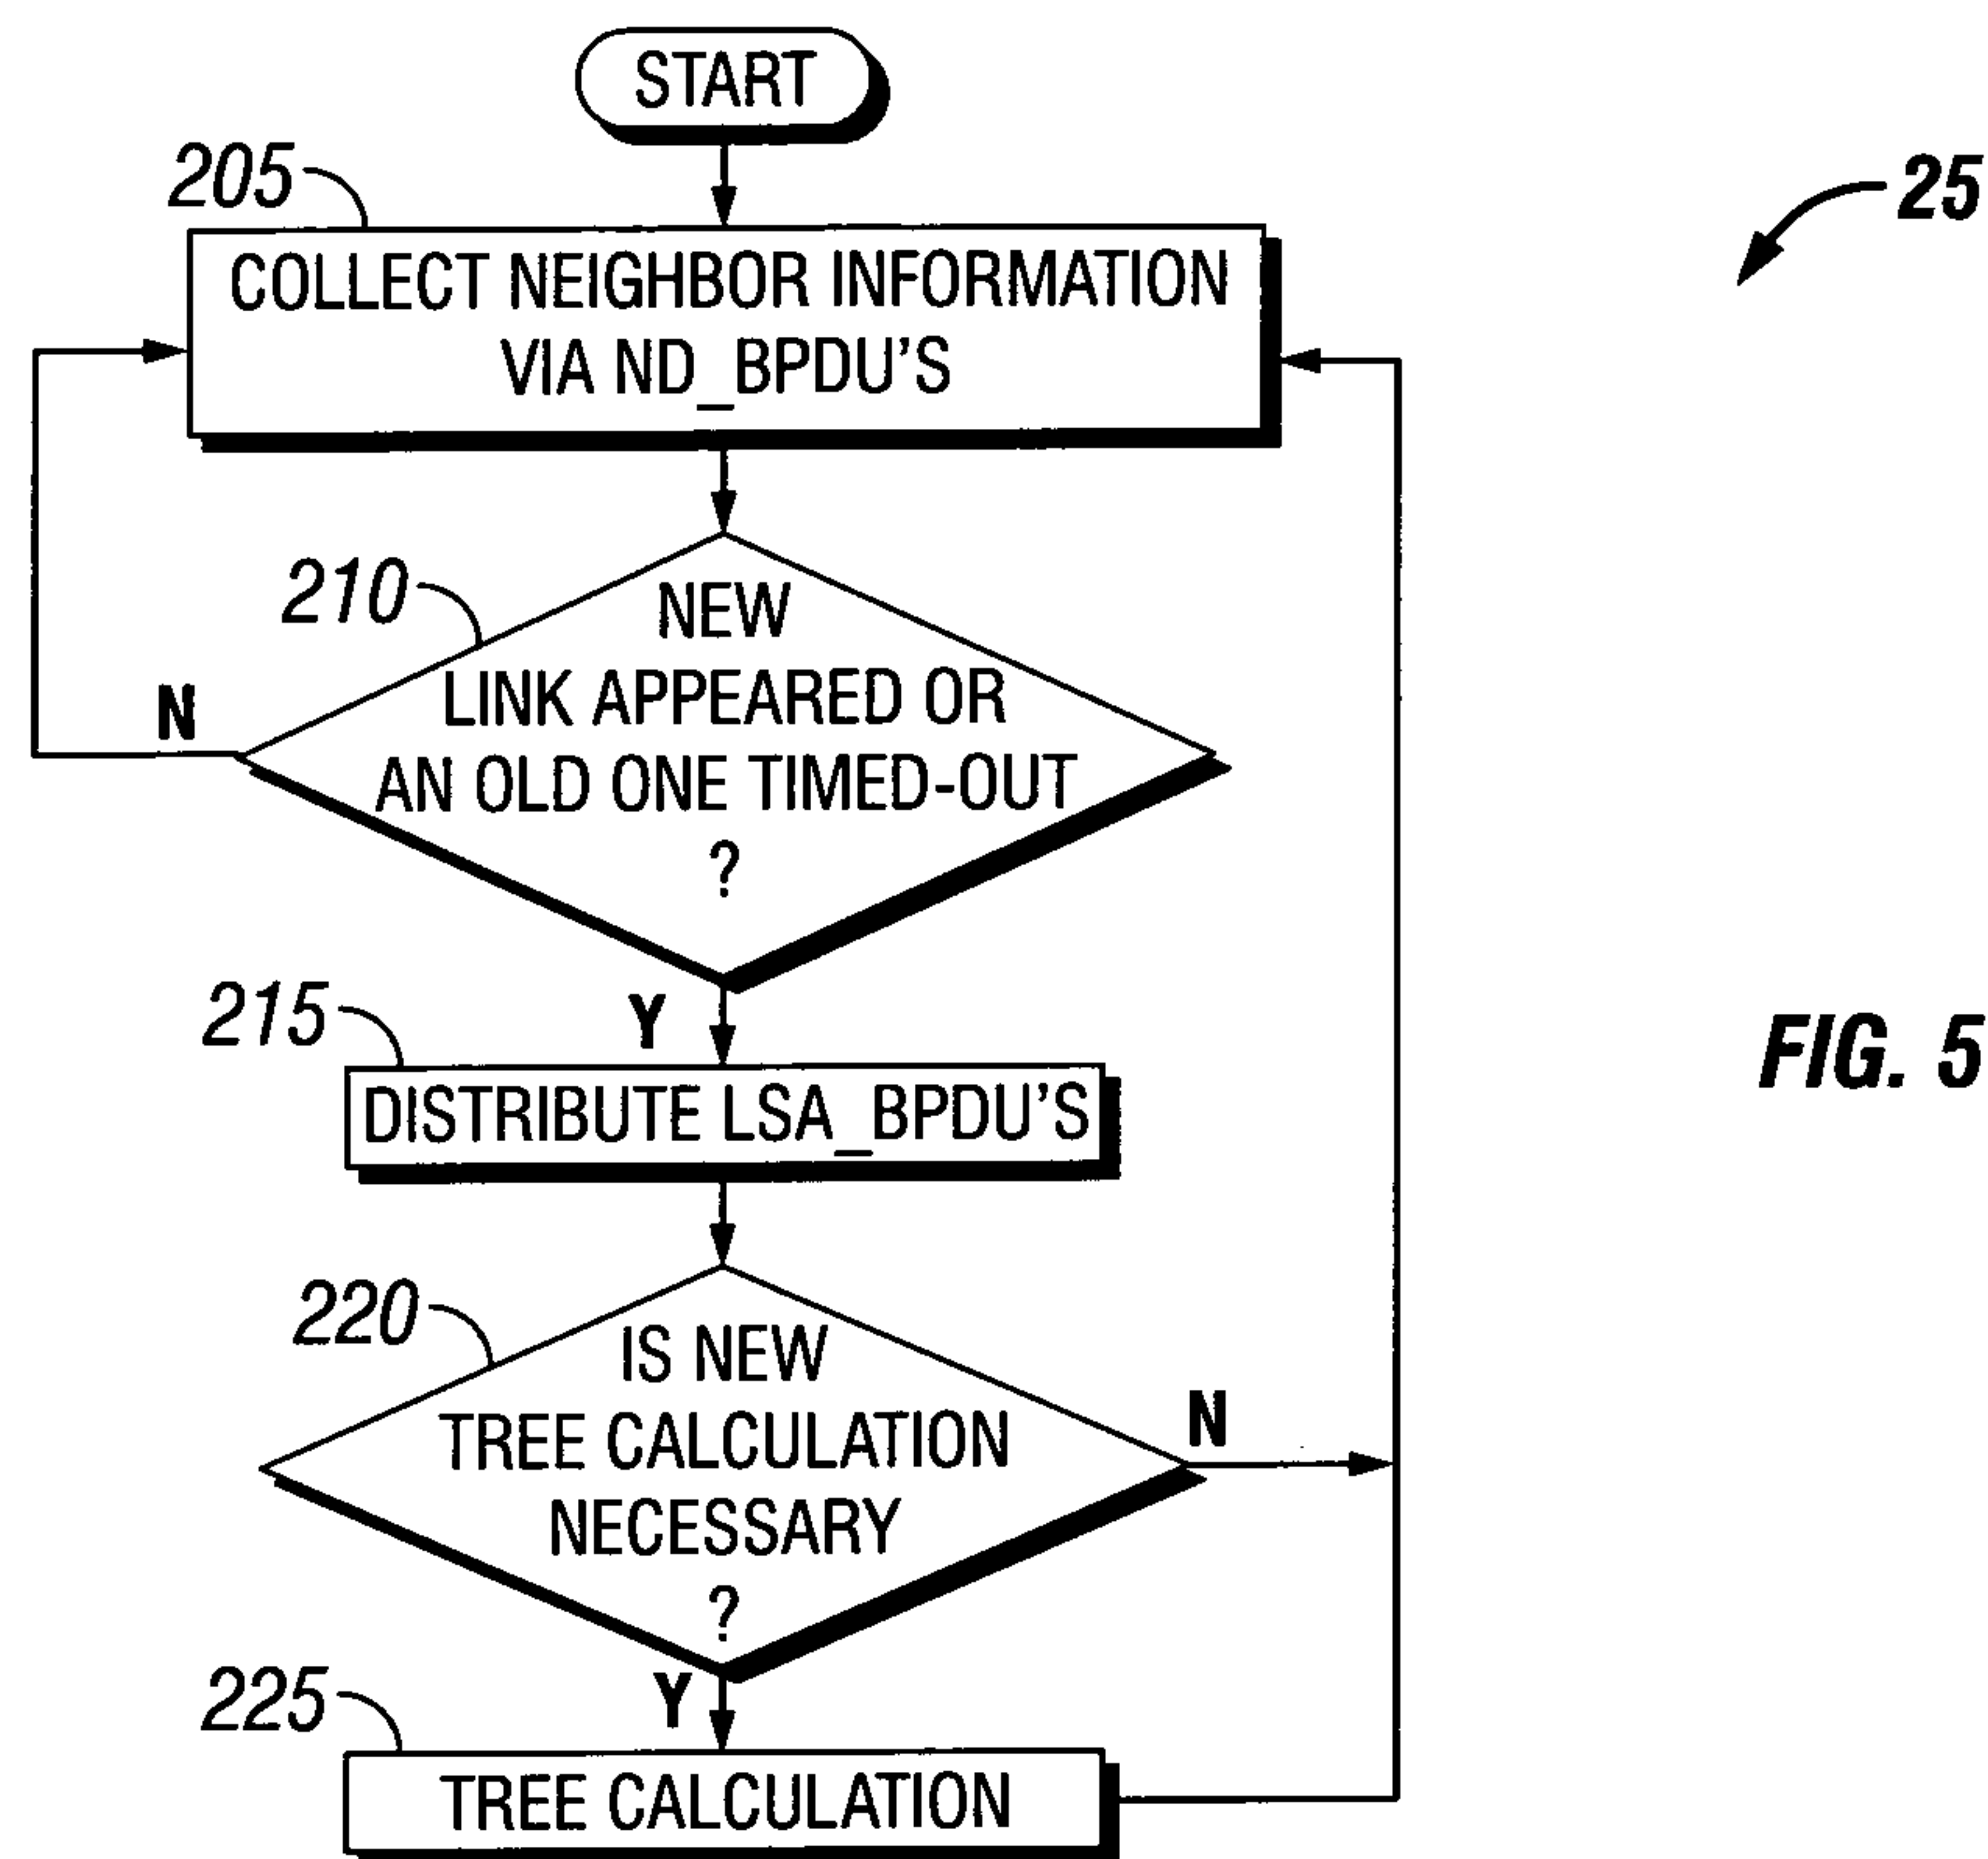 START
205
25
COLLECT NEIGHBOR INFORMATION
VIA ND_BPDU'S
210
NEW
LINK APPEARED OR
AN OLD ONE TIMED-OUT
?
N
Y
215
DISTRIBUTE LSA_BPDU'S
FIG. 5
220
IS NEW
TREE CALCULATION
NECESSARY
?
N
Y
225
TREE CALCULATION